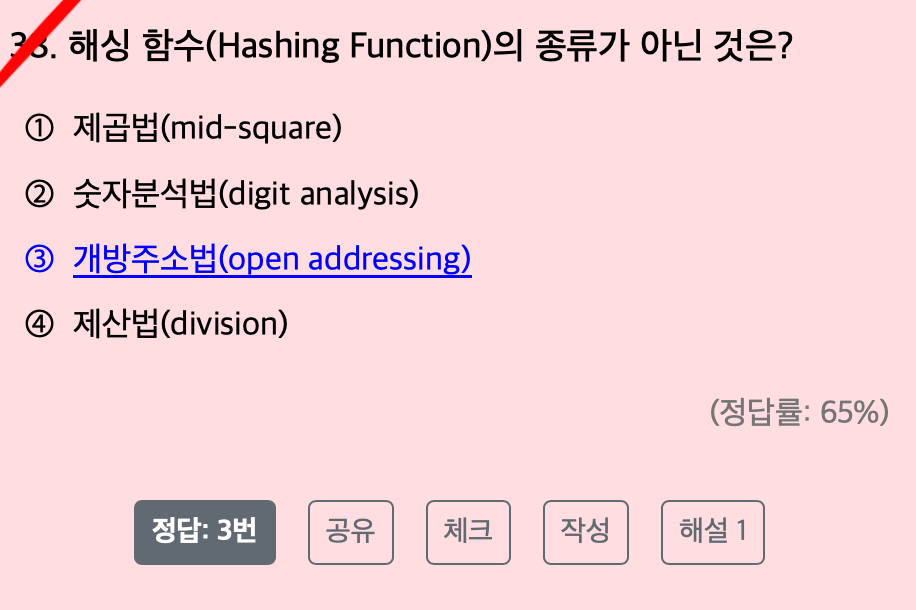 38. 해싱 함수(Hashing Function)의 종류가 아닌 것은?
① 제곱법(mid-square)
② 숫자분석법(digit analysis)
③ 개방주소법(open addressing)
④ 제산법(division)
(정답률: 65%)
정답: 3번 공유 체크 작성 해설 1